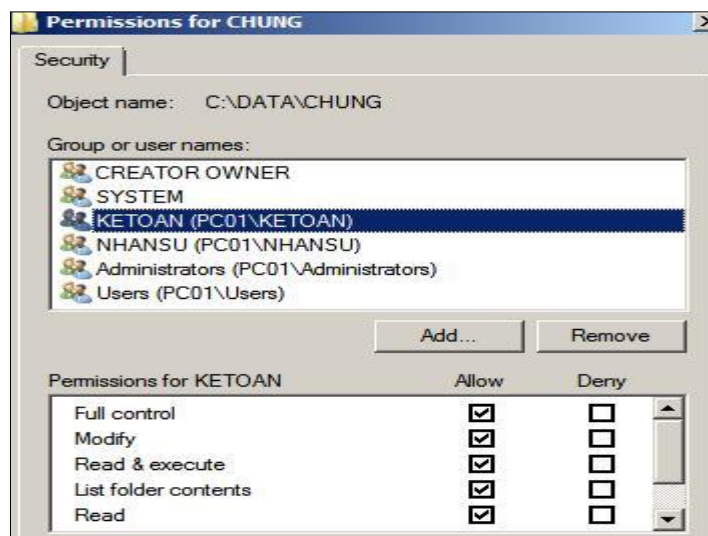 Permissions for CHUNG
Security
Object name: C:\DATA\CHUNG
Group or user names:
CREATOR OWNER
SYSTEM
KETOAN (PC01\KETOAN)
NHANSU (PC01\NHANSU)
Administrators (PC01\Administrators)
Users (PC01\Users)
Add... Remove
Permissions for KETOAN Allow Deny
Full control
Modify
Read & execute
List folder contents
Read